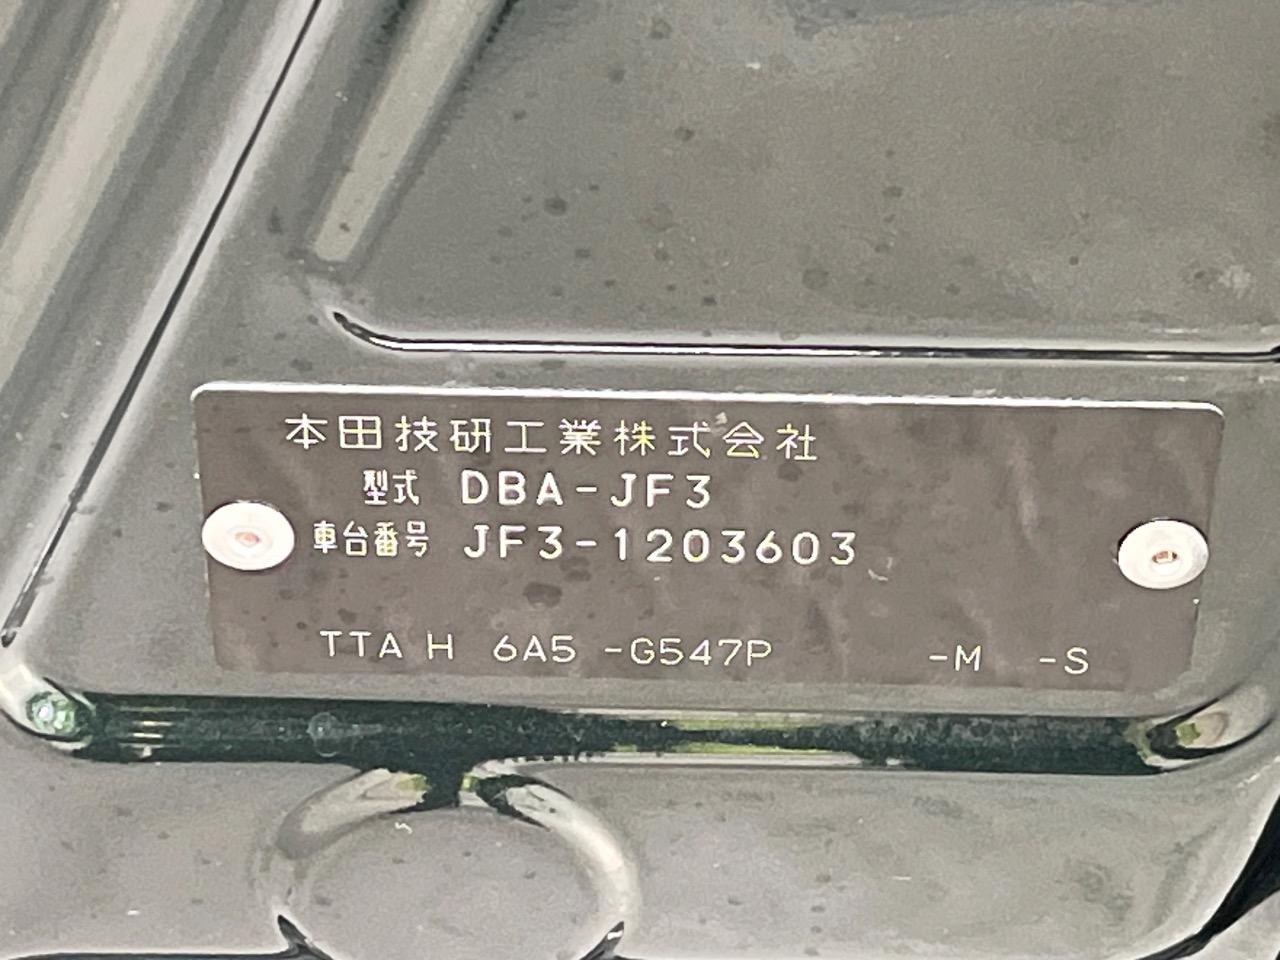 本田技研工業株式会社
型式 DBA-JF3
車台番号 JF3-1203603
TTA H 6A5 -G547P -M -S